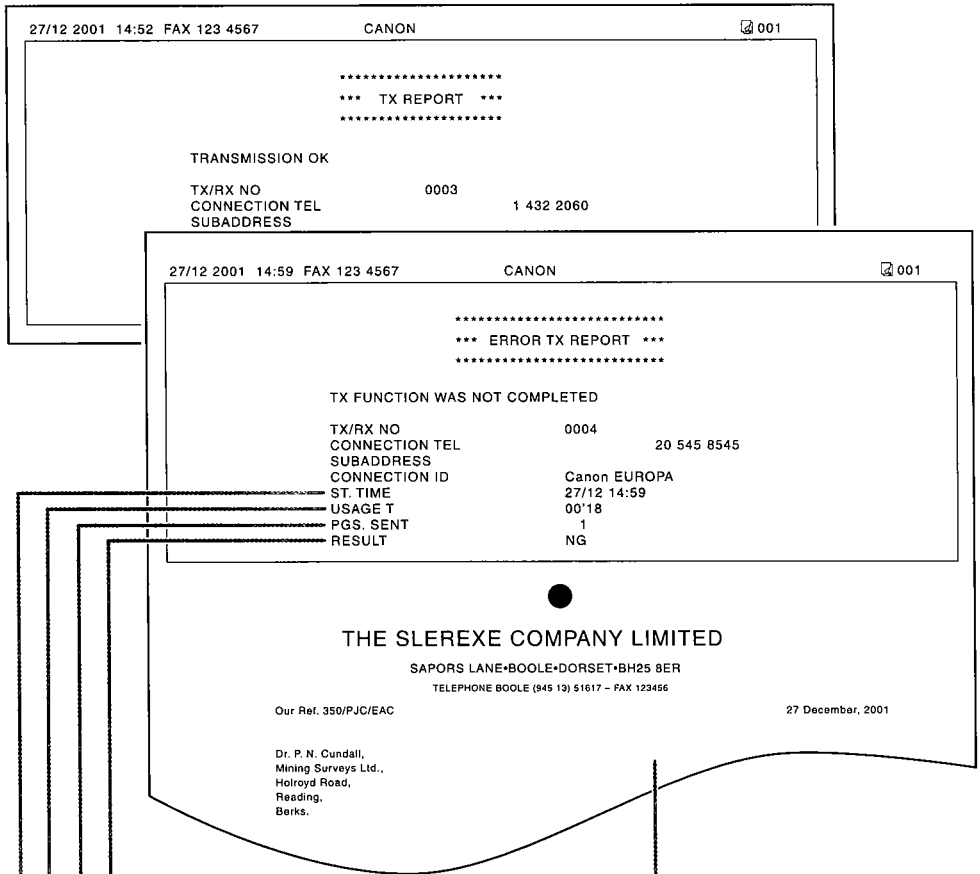 27/12 2001 14:52 FAX 123 4567 CANON 001
*********************
*** TX REPORT ***
*********************
TRANSMISSION OK
TX/RX NO 0003
CONNECTION TEL 1 432 2060
SUBADDRESS
27/12 2001 14:59 FAX 123 4567 CANON 001
***************************
*** ERROR TX REPORT ***
***************************
TX FUNCTION WAS NOT COMPLETED
TX/RX NO 0004
CONNECTION TEL 20 545 8545
SUBADDRESS
CONNECTION ID Canon EUROPA
ST. TIME 27/12 14:59
USAGE T 00'18
PGS. SENT 1
RESULT NG
THE SLEREXE COMPANY LIMITED
SAPORS LANE•BOOLE•DORSET•BH25 8ER
TELEPHONE BOOLE (945 13) 51617 – FAX 123456
Our Ref. 350/PJC/EAC 27 December, 2001
Dr. P. N. Cundall,
Mining Surveys Ltd.,
Holroyd Road,
Reading,
Berks.